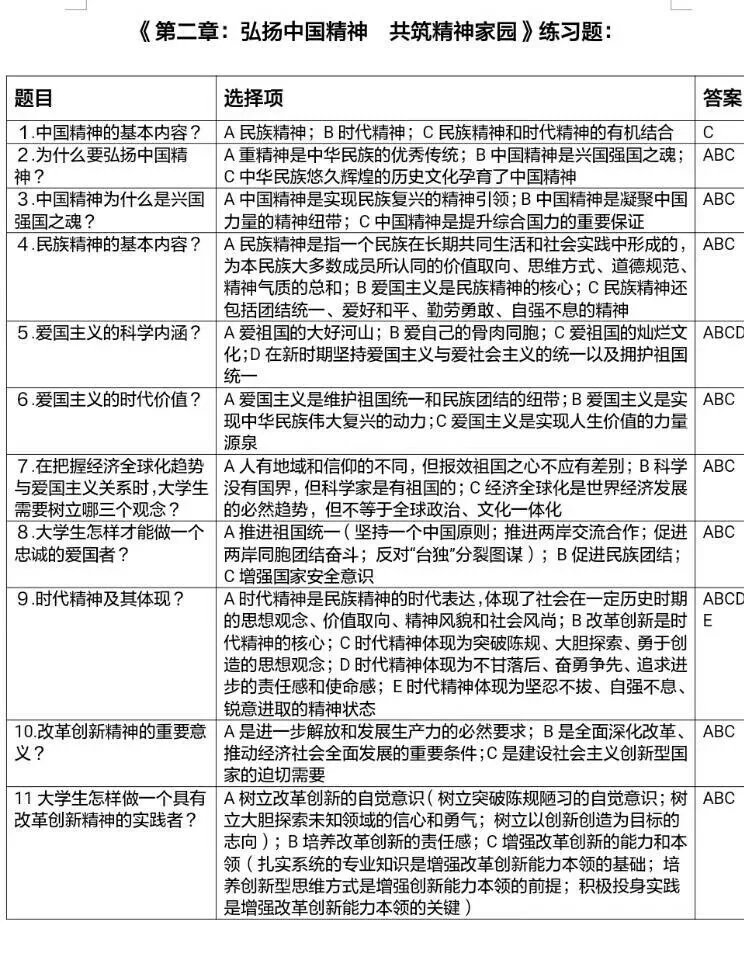 《第二章：弘扬中国精神　共筑精神家园》练习题：
题目 选择项 答案
1.中国精神的基本内容？ A 民族精神；B 时代精神；C 民族精神和时代精神的有机结合 C
2.为什么要弘扬中国精 A 重精神是中华民族的优秀传统；B 中国精神是兴国强国之魂； ABC
神？ C 中华民族悠久辉煌的历史文化孕育了中国精神
3.中国精神为什么是兴国 A 中国精神是实现民族复兴的精神引领；B 中国精神是凝聚中国 ABC
强国之魂？ 力量的精神纽带；C 中国精神是提升综合国力的重要保证
4.民族精神的基本内容？ A 民族精神是指一个民族在长期共同生活和社会实践中形成的， ABC
为本民族大多数成员所认同的价值取向、思维方式、道德规范、
精神气质的总和；B 爱国主义是民族精神的核心；C 民族精神还
包括团结统一、爱好和平、勤劳勇敢、自强不息的精神
5.爱国主义的科学内涵？ A 爱祖国的大好河山；B 爱自己的骨肉同胞；C 爱祖国的灿烂文 ABCD
化；D 在新时期坚持爱国主义与爱社会主义的统一以及拥护祖国
统一
6.爱国主义的时代价值？ A 爱国主义是维护祖国统一和民族团结的纽带；B 爱国主义是实 ABC
现中华民族伟大复兴的动力；C 爱国主义是实现人生价值的力量
源泉
7.在把握经济全球化趋势 A 人有地域和信仰的不同，但报效祖国之心不应有差别；B 科学 ABC
与爱国主义关系时，大学生 没有国界，但科学家是有祖国的；C 经济全球化是世界经济发展
需要树立哪三个观念？ 的必然趋势，但不等于全球政治、文化一体化
8.大学生怎样才能做一个 A 推进祖国统一（坚持一个中国原则；推进两岸交流合作；促进 ABC
忠诚的爱国者？ 两岸同胞团结奋斗；反对“台独”分裂图谋）；B 促进民族团结；
C 增强国家安全意识
9.时代精神及其体现？ A 时代精神是民族精神的时代表达，体现了社会在一定历史时期 ABCD
的思想观念、价值取向、精神风貌和社会风尚；B 改革创新是时 E
代精神的核心；C 时代精神体现为突破陈规、大胆探索、勇于创
造的思想观念；D 时代精神体现为不甘落后、奋勇争先、追求进
步的责任感和使命感；E 时代精神体现为坚忍不拔、自强不息、
锐意进取的精神状态
10.改革创新精神的重要意 A 是进一步解放和发展生产力的必然要求；B 是全面深化改革、 ABC
义？ 推动经济社会全面发展的重要条件；C 是建设社会主义创新型国
家的迫切需要
11 大学生怎样做一个具有 A 树立改革创新的自觉意识（树立突破陈规陋习的自觉意识；树 ABC
改革创新精神的实践者？ 立大胆探索未知领域的信心和勇气；树立以创新创造为目标的
志向）；B 培养改革创新的责任感；C 增强改革创新的能力和本
领（扎实系统的专业知识是增强改革创新能力本领的基础；培
养创新型思维方式是增强创新能力本领的前提；积极投身实践
是增强改革创新能力本领的关键）